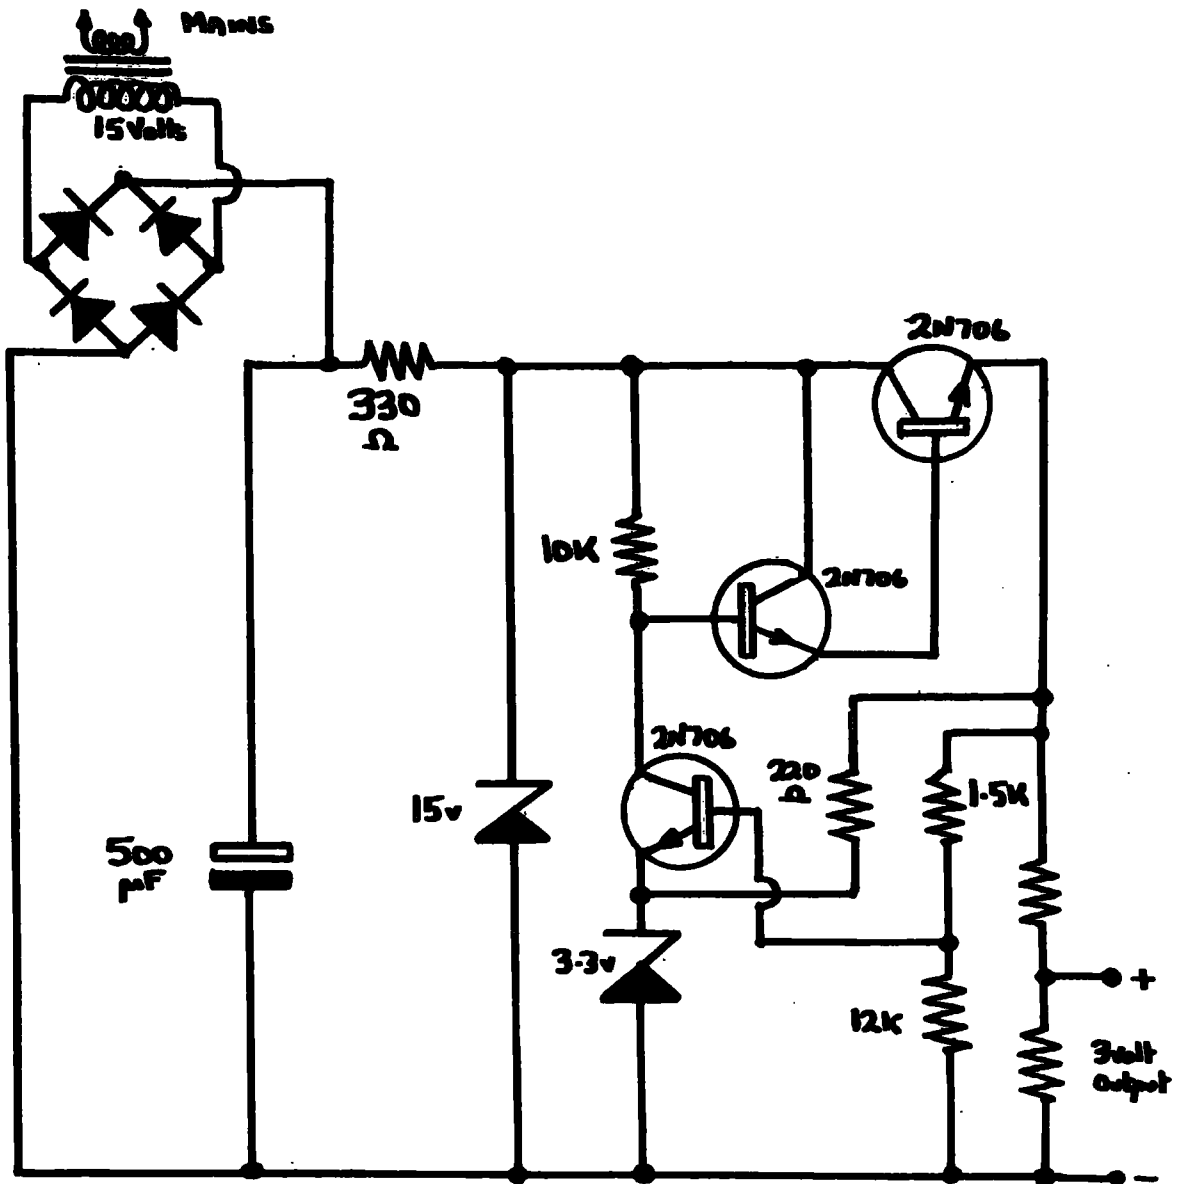 Mains
15 Volts
2N706
330
Ω
10K
2N706
2N706
220
Ω
1.5K
15v
500
μF
3.3v
+
12K
3 volt
output
-